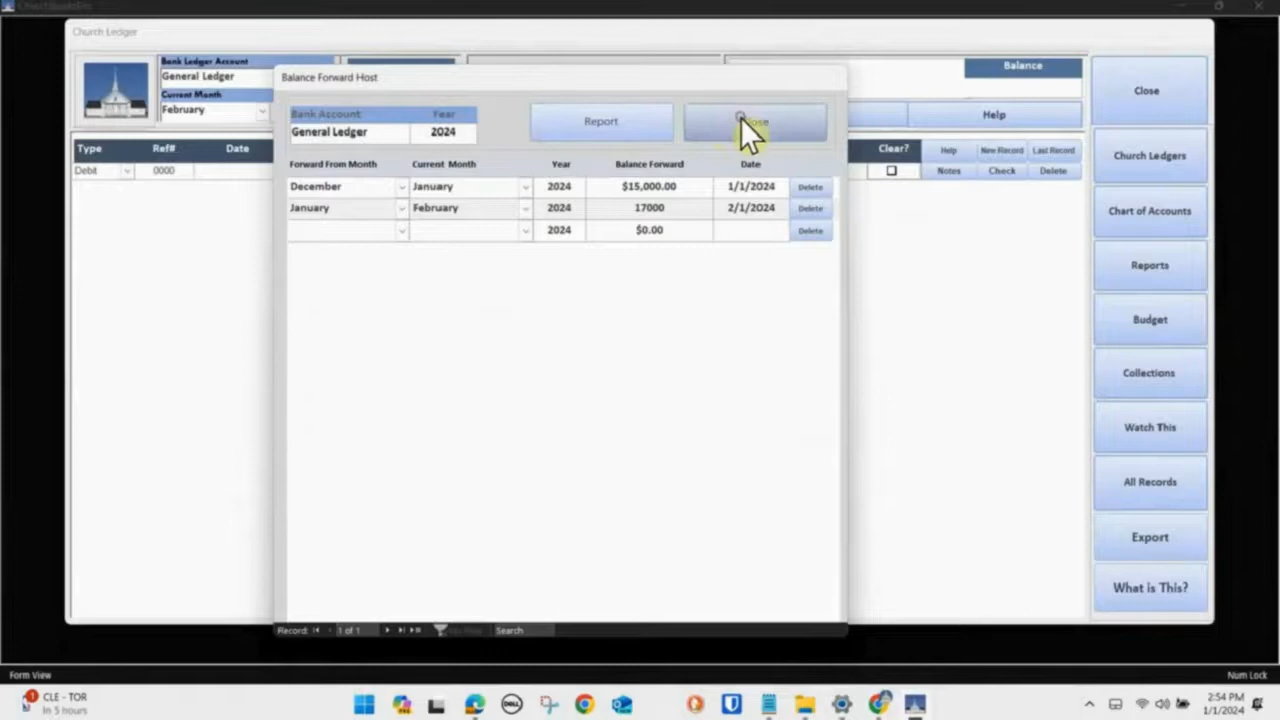 Church Ledger
Bank Ledger Account
General Ledger
Current Month
February
Balance
Help
Type Ref# Date
Debit 0000
Clear?
Help New Record Last Record
Notes Check Delete
Balance Forward Host
Bank Account Year
General Ledger 2024
Report
Forward From Month Current Month Year Balance Forward Date
December January 2024 $15,000.00 1/1/2024 Delete
January February 2024 17000 2/1/2024 Delete
2024 $0.00 Delete
Record: 1 of 1 Search
Close
Church Ledgers
Chart of Accounts
Reports
Budget
Collections
Watch This
All Records
Export
What is This?
Form View Num Lock
CLE - TOR
In 5 hours
2:54 PM
1/1/2024